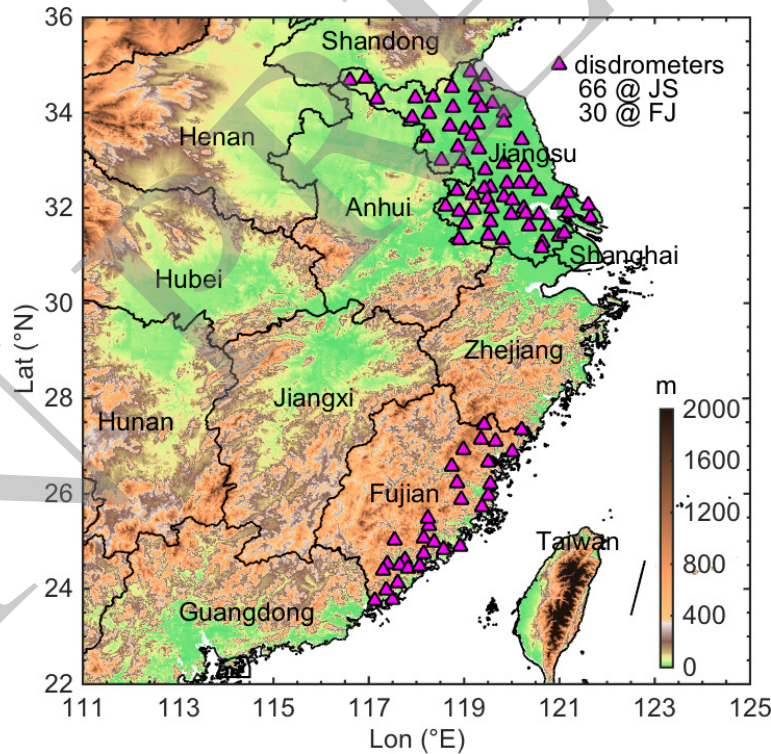 36
34
32
30
28
26
24
22
Lat (°N)
111
113
115
117
119
121
123
125
Lon (°E)
Shandong
disdrometers
66 @ JS
30 @ FJ
Henan
Jiangsu
Anhui
Shanghai
Hubei
Zhejiang
Jiangxi
Hunan
Fujian
Taiwan
Guangdong
m
2000
1600
1200
800
400
0